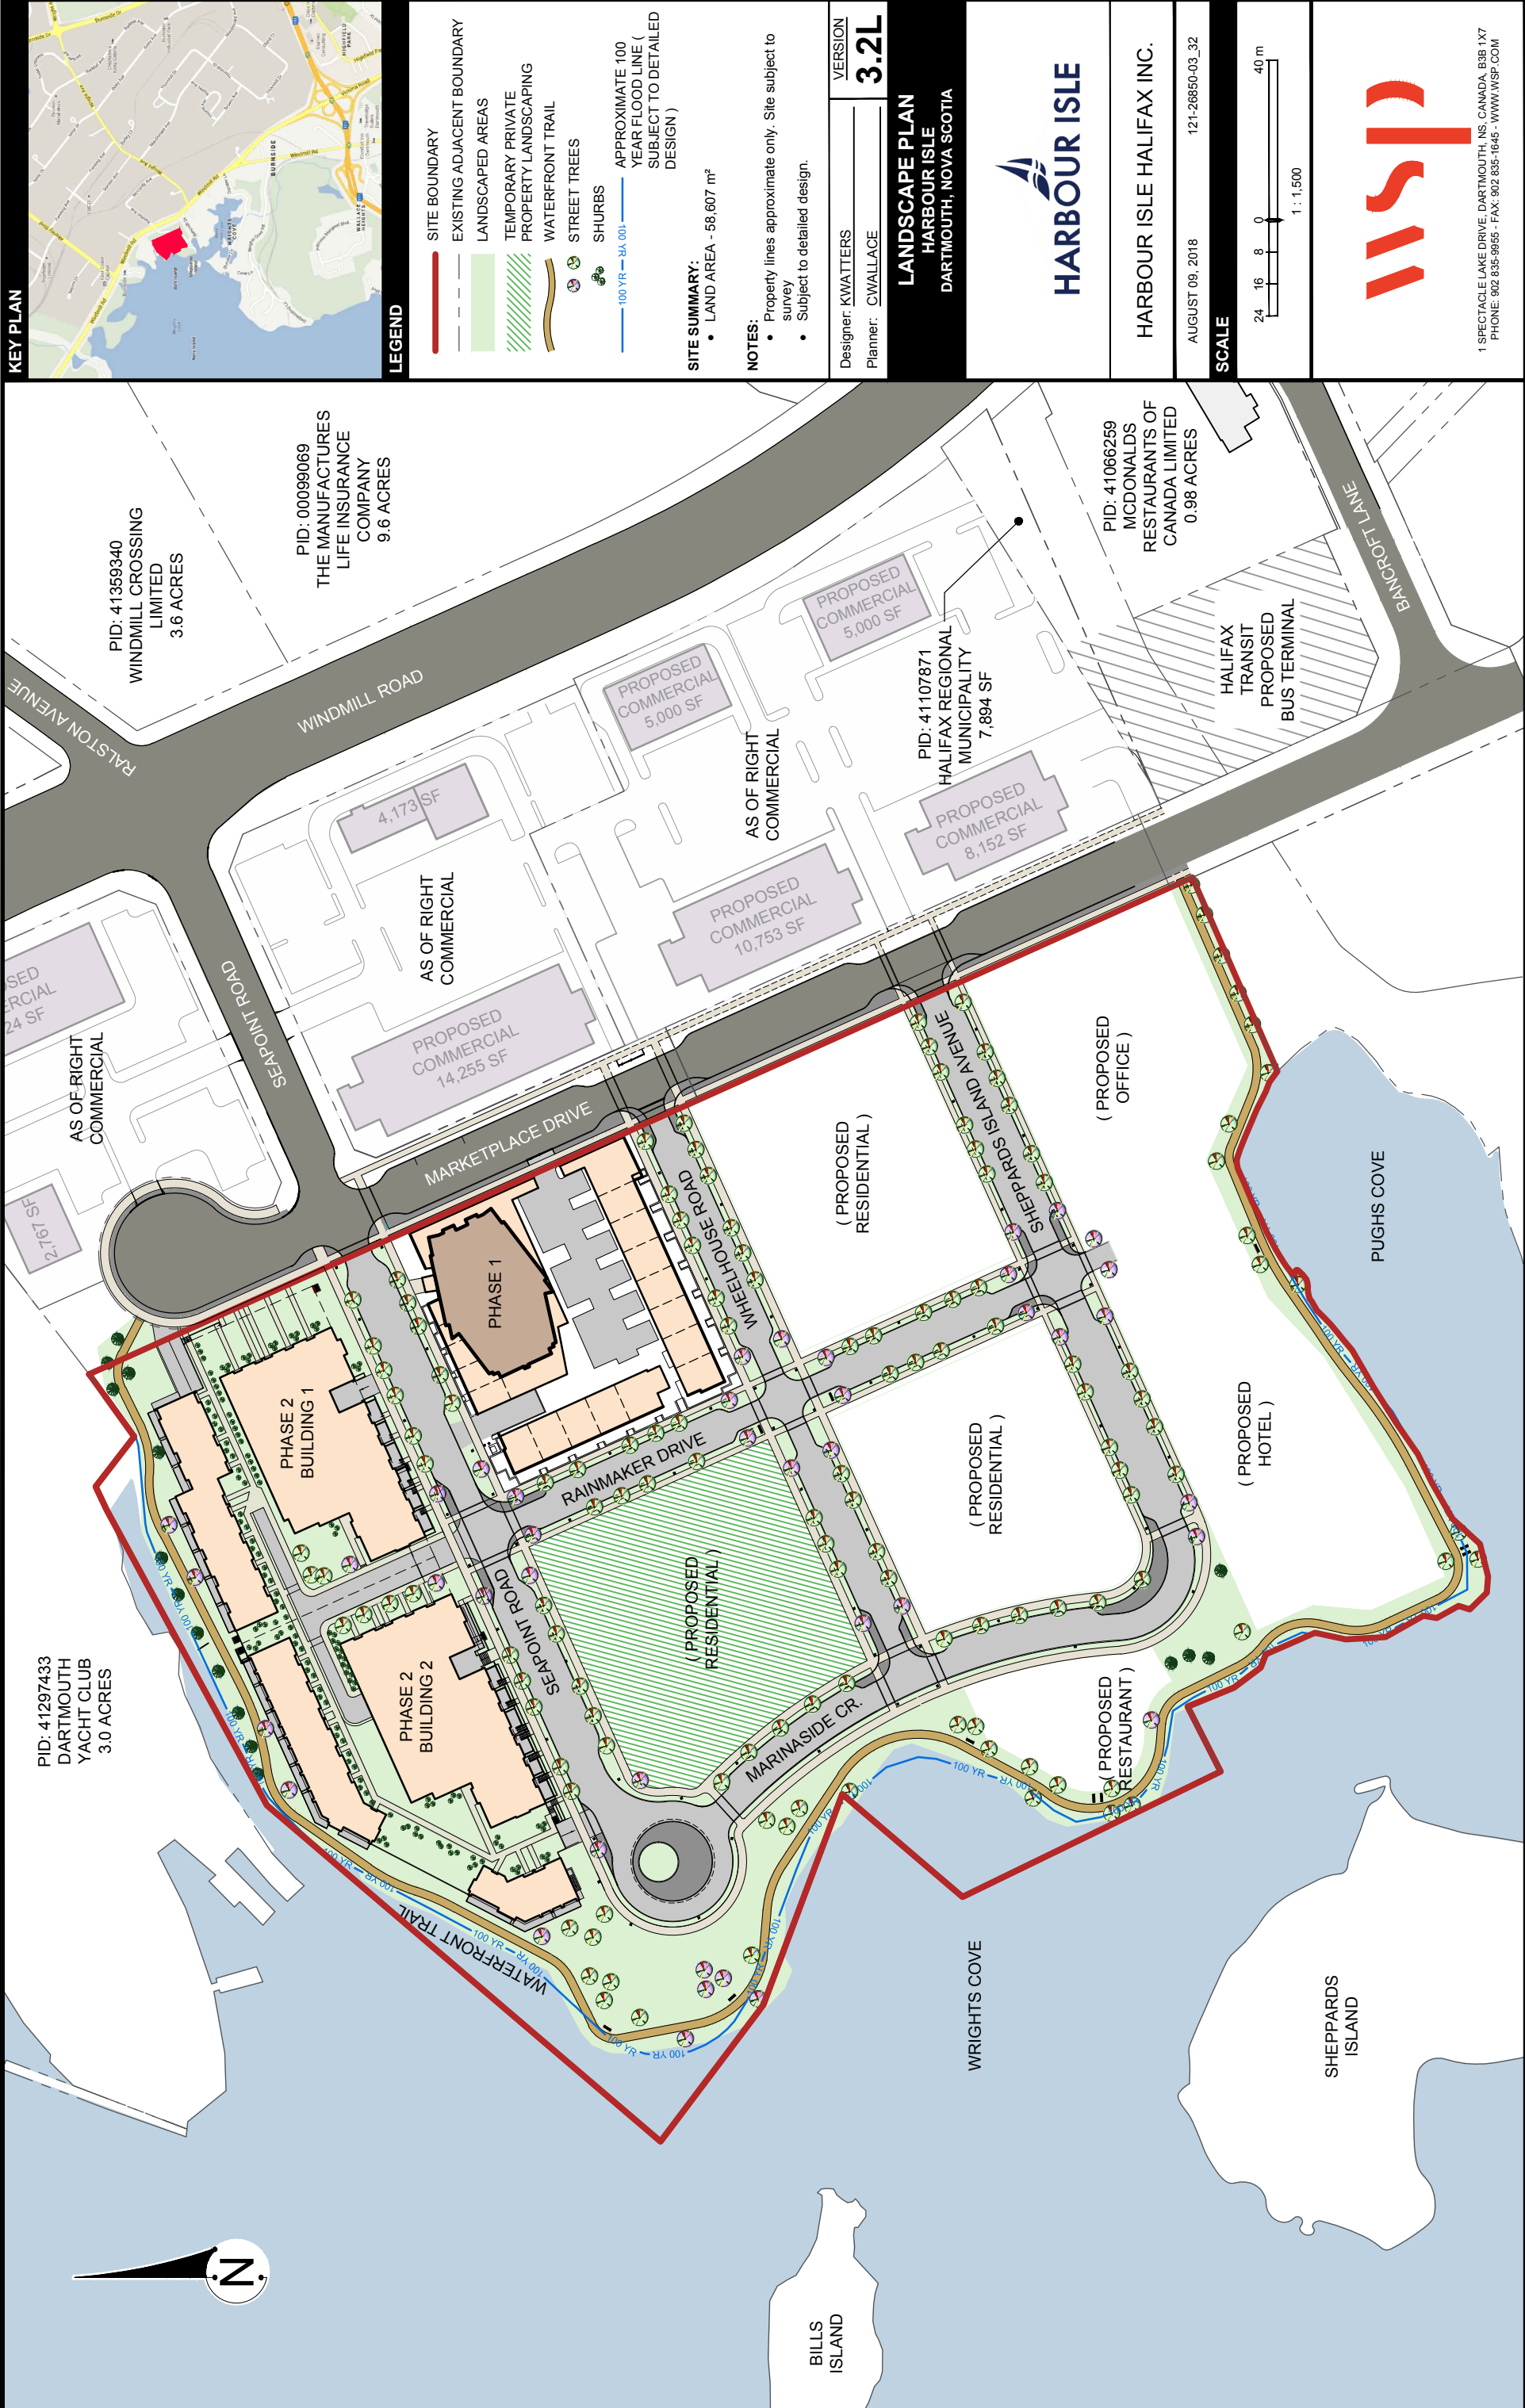 KEY PLAN
LEGEND
SITE BOUNDARY
EXISTING ADJACENT BOUNDARY
LANDSCAPED AREAS
TEMPORARY PRIVATE
PROPERTY LANDSCAPING
WATERFRONT TRAIL
STREET TREES
SHURBS
100 YR
APPROXIMATE 100
YEAR FLOOD LINE (
SUBJECT TO DETAILED
DESIGN )
SITE SUMMARY:
• LAND AREA - 58,607 m²
NOTES:
• Property lines approximate only. Site subject to
survey
• Subject to detailed design.
Designer: KWATTERS
Planner: CWALLACE
VERSION
3.2L
LANDSCAPE PLAN
HARBOUR ISLE
DARTMOUTH, NOVA SCOTIA
HARBOUR ISLE
HARBOUR ISLE HALIFAX INC.
AUGUST 09, 2018
121-26850-03_32
SCALE
24 16 8 0 40 m
1 : 1,500
WSP
1 SPECTACLE LAKE DRIVE, DARTMOUTH, NS, CANADA, B3B 1X7
PHONE: 902 835-9955 - FAX: 902 835-1645 - WWW.WSP.COM
N
PID: 41297433
DARTMOUTH
YACHT CLUB
3.0 ACRES
PID: 41359340
WINDMILL CROSSING
LIMITED
3.6 ACRES
PID: 00099069
THE MANUFACTURES
LIFE INSURANCE
COMPANY
9.6 ACRES
RALSTON AVENUE
WINDMILL ROAD
AS OF RIGHT
COMMERCIAL
2,767 SF
SEAPOINT ROAD
4,173 SF
AS OF RIGHT
COMMERCIAL
PROPOSED
COMMERCIAL
14,255 SF
PROPOSED
COMMERCIAL
5,000 SF
PROPOSED
COMMERCIAL
5,000 SF
AS OF RIGHT
COMMERCIAL
PROPOSED
COMMERCIAL
10,753 SF
PROPOSED
COMMERCIAL
8,152 SF
PID: 41107871
HALIFAX REGIONAL
MUNICIPALITY
7,894 SF
PID: 41066259
MCDONALDS
RESTAURANTS OF
CANADA LIMITED
0.98 ACRES
HALIFAX
TRANSIT
PROPOSED
BUS TERMINAL
BANCROFT LANE
MARKETPLACE DRIVE
PHASE 1
PHASE 2
BUILDING 1
PHASE 2
BUILDING 2
SEAPOINT ROAD
RAINMAKER DRIVE
WHEELHOUSE ROAD
SHEPPARDS ISLAND AVENUE
MARINASIDE CR.
( PROPOSED
RESIDENTIAL )
( PROPOSED
RESIDENTIAL )
( PROPOSED
RESIDENTIAL )
( PROPOSED
OFFICE )
( PROPOSED
HOTEL )
( PROPOSED
RESTAURANT )
WATERFRONT TRAIL
PUGHS COVE
WRIGHTS COVE
SHEPPARDS
ISLAND
BILLS
ISLAND